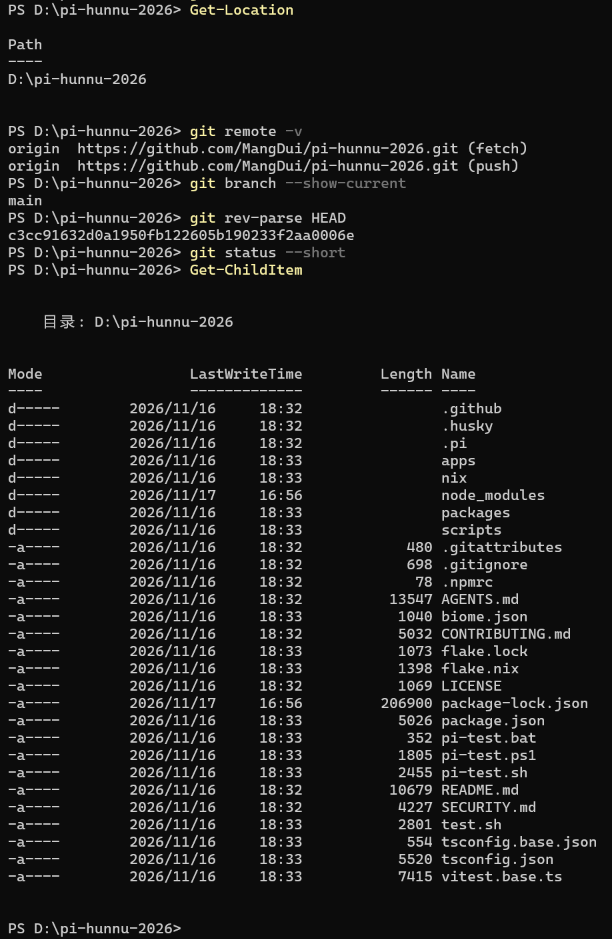 PS D:\pi-hunnu-2026> Get-Location
Path
----
D:\pi-hunnu-2026
PS D:\pi-hunnu-2026> git remote -v
origin  https://github.com/MangDui/pi-hunnu-2026.git (fetch)
origin  https://github.com/MangDui/pi-hunnu-2026.git (push)
PS D:\pi-hunnu-2026> git branch --show-current
main
PS D:\pi-hunnu-2026> git rev-parse HEAD
c3cc91632d0a1950fb122605b190233f2aa0006e
PS D:\pi-hunnu-2026> git status --short
PS D:\pi-hunnu-2026> Get-ChildItem
    目录: D:\pi-hunnu-2026
Mode                 LastWriteTime         Length Name
----                 -------------         ------ ----
d-----        2026/11/16     18:32                .github
d-----        2026/11/16     18:32                .husky
d-----        2026/11/16     18:32                .pi
d-----        2026/11/16     18:33                apps
d-----        2026/11/16     18:33                nix
d-----        2026/11/17     16:56                node_modules
d-----        2026/11/16     18:33                packages
d-----        2026/11/16     18:33                scripts
-a----        2026/11/16     18:32            480 .gitattributes
-a----        2026/11/16     18:32            698 .gitignore
-a----        2026/11/16     18:32             78 .npmrc
-a----        2026/11/16     18:32          13547 AGENTS.md
-a----        2026/11/16     18:33           1040 biome.json
-a----        2026/11/16     18:32           5032 CONTRIBUTING.md
-a----        2026/11/16     18:33           1073 flake.lock
-a----        2026/11/16     18:33           1398 flake.nix
-a----        2026/11/16     18:32           1069 LICENSE
-a----        2026/11/17     16:56         206900 package-lock.json
-a----        2026/11/16     18:33           5026 package.json
-a----        2026/11/16     18:33            352 pi-test.bat
-a----        2026/11/16     18:33           1805 pi-test.ps1
-a----        2026/11/16     18:33           2455 pi-test.sh
-a----        2026/11/16     18:32          10679 README.md
-a----        2026/11/16     18:32           4227 SECURITY.md
-a----        2026/11/16     18:33           2801 test.sh
-a----        2026/11/16     18:33            554 tsconfig.base.json
-a----        2026/11/16     18:33           5520 tsconfig.json
-a----        2026/11/16     18:33           7415 vitest.base.ts
PS D:\pi-hunnu-2026>